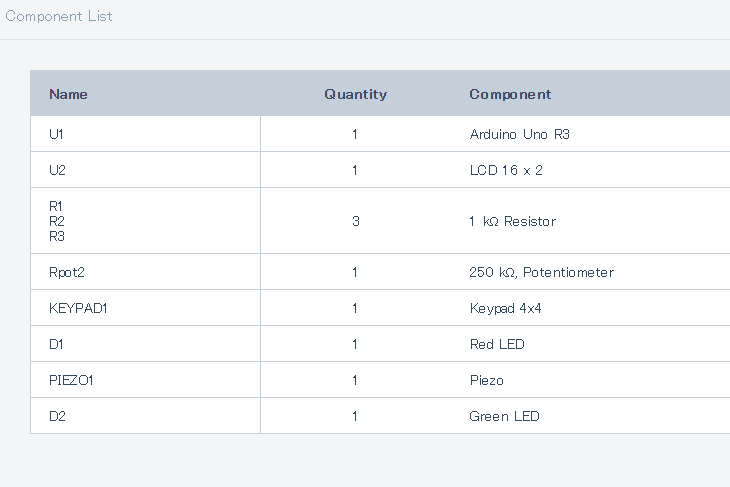 Component List
Name Quantity Component
U1 1 Arduino Uno R3
U2 1 LCD 16 x 2
R1
R2 3 1 kΩ Resistor
R3
Rpot2 1 250 kΩ, Potentiometer
KEYPAD1 1 Keypad 4x4
D1 1 Red LED
PIEZO1 1 Piezo
D2 1 Green LED